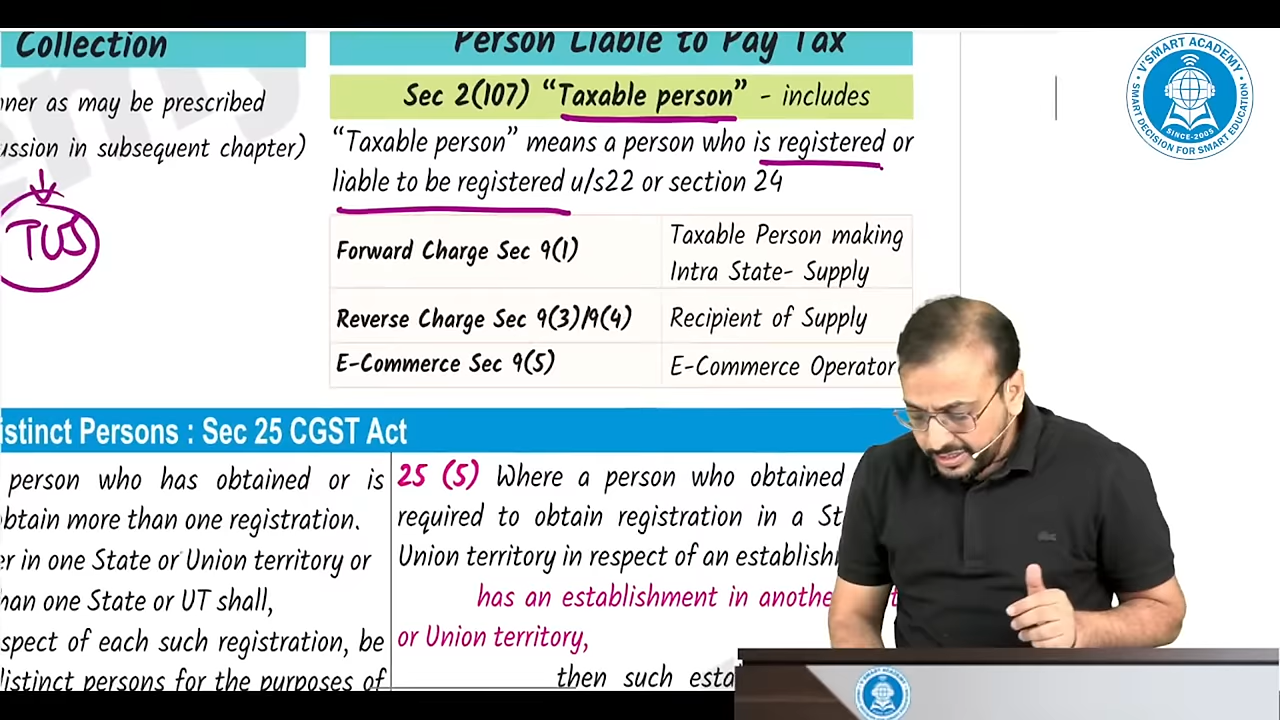 Collection
ner as may be prescribed
ussion in subsequent chapter)
TUS
Person Liable to Pay Tax
Sec 2(107) “Taxable person” - includes
“Taxable person” means a person who is registered or
liable to be registered u/s22 or section 24
Forward Charge Sec 9(1)
Taxable Person making
Intra State- Supply
Reverse Charge Sec 9(3)/9(4)
Recipient of Supply
E-Commerce Sec 9(5)
E-Commerce Operator
istinct Persons : Sec 25 CGST Act
person who has obtained or is
btain more than one registration.
er in one State or Union territory or
han one State or UT shall,
spect of each such registration, be
distinct persons for the purposes of
25 (5) Where a person who obtained
required to obtain registration in a St
Union territory in respect of an establish
has an establishment in anothe
or Union territory,
then such esta
V'SMART ACADEMY
SMART DECISION FOR SMART EDUCATION
SINCE-2005